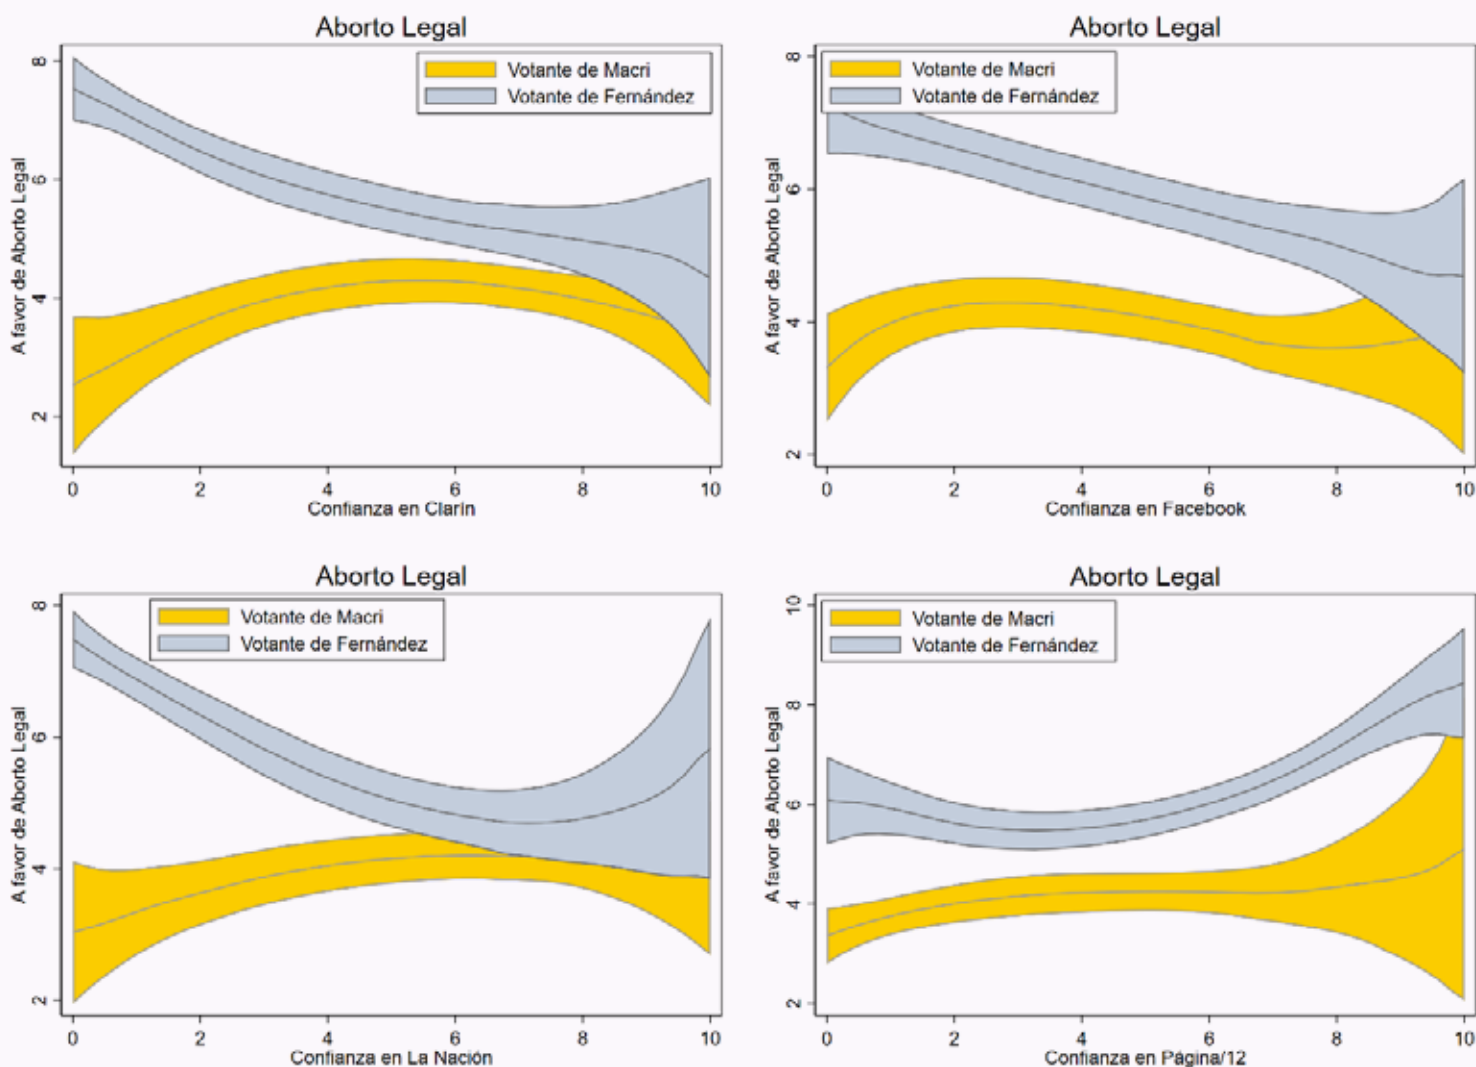 Aborto Legal
Votante de Macri
Votante de Fernández
A favor de Aborto Legal
8
6
4
2
0 2 4 6 8 10
Confianza en Clarín
Aborto Legal
Votante de Macri
Votante de Fernández
A favor de Aborto Legal
8
6
4
2
0 2 4 6 8 10
Confianza en Facebook
Aborto Legal
Votante de Macri
Votante de Fernández
A favor de Aborto Legal
8
6
4
2
0 2 4 6 8 10
Confianza en La Nación
Aborto Legal
Votante de Macri
Votante de Fernández
A favor de Aborto Legal
10
8
6
4
2
0 2 4 6 8 10
Confianza en Página/12